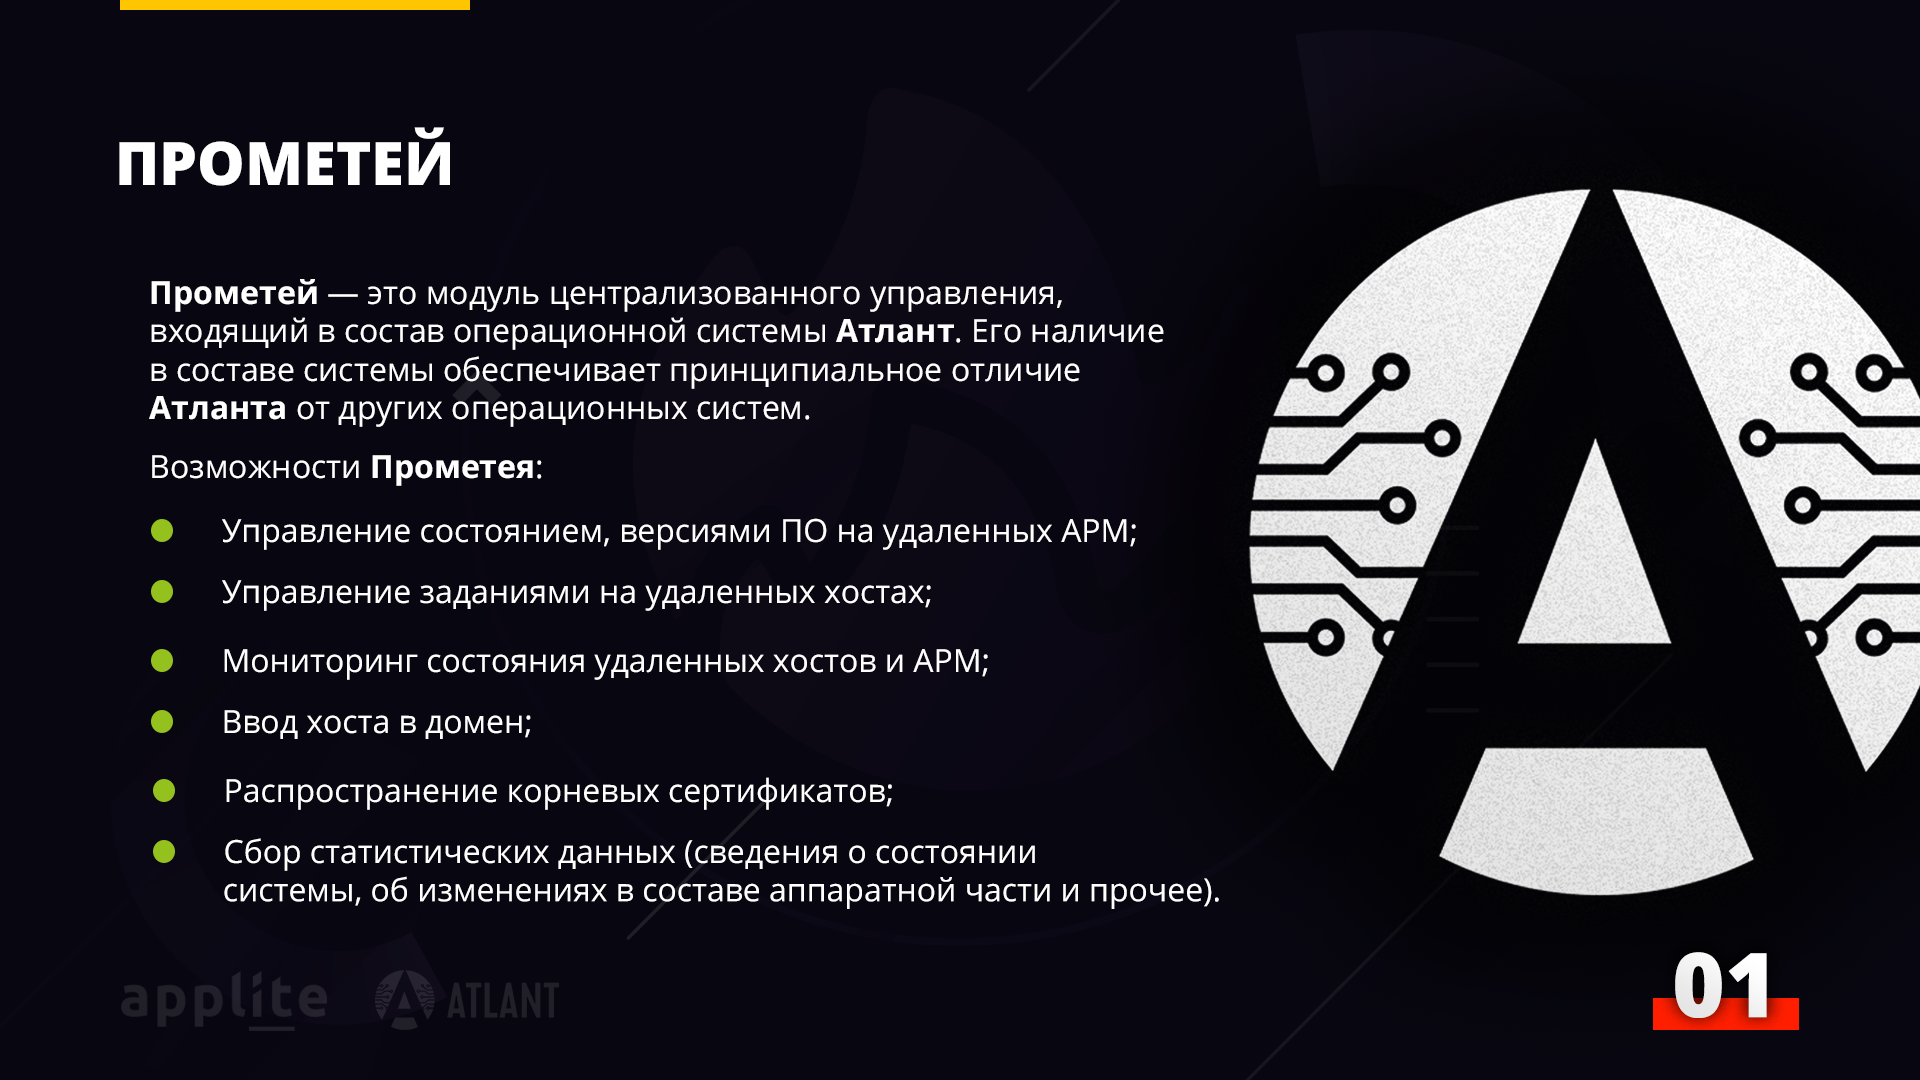 ПРОМЕТЕЙ
Прометей — это модуль централизованного управления,
входящий в состав операционной системы Атлант. Его наличие
в составе системы обеспечивает принципиальное отличие
Атланта от других операционных систем.
Возможности Прометея:
Управление состоянием, версиями ПО на удаленных АРМ;
Управление заданиями на удаленных хостах;
Мониторинг состояния удаленных хостов и АРМ;
Ввод хоста в домен;
Распространение корневых сертификатов;
Сбор статистических данных (сведения о состоянии
системы, об изменениях в составе аппаратной части и прочее).
applite ATLANT
01